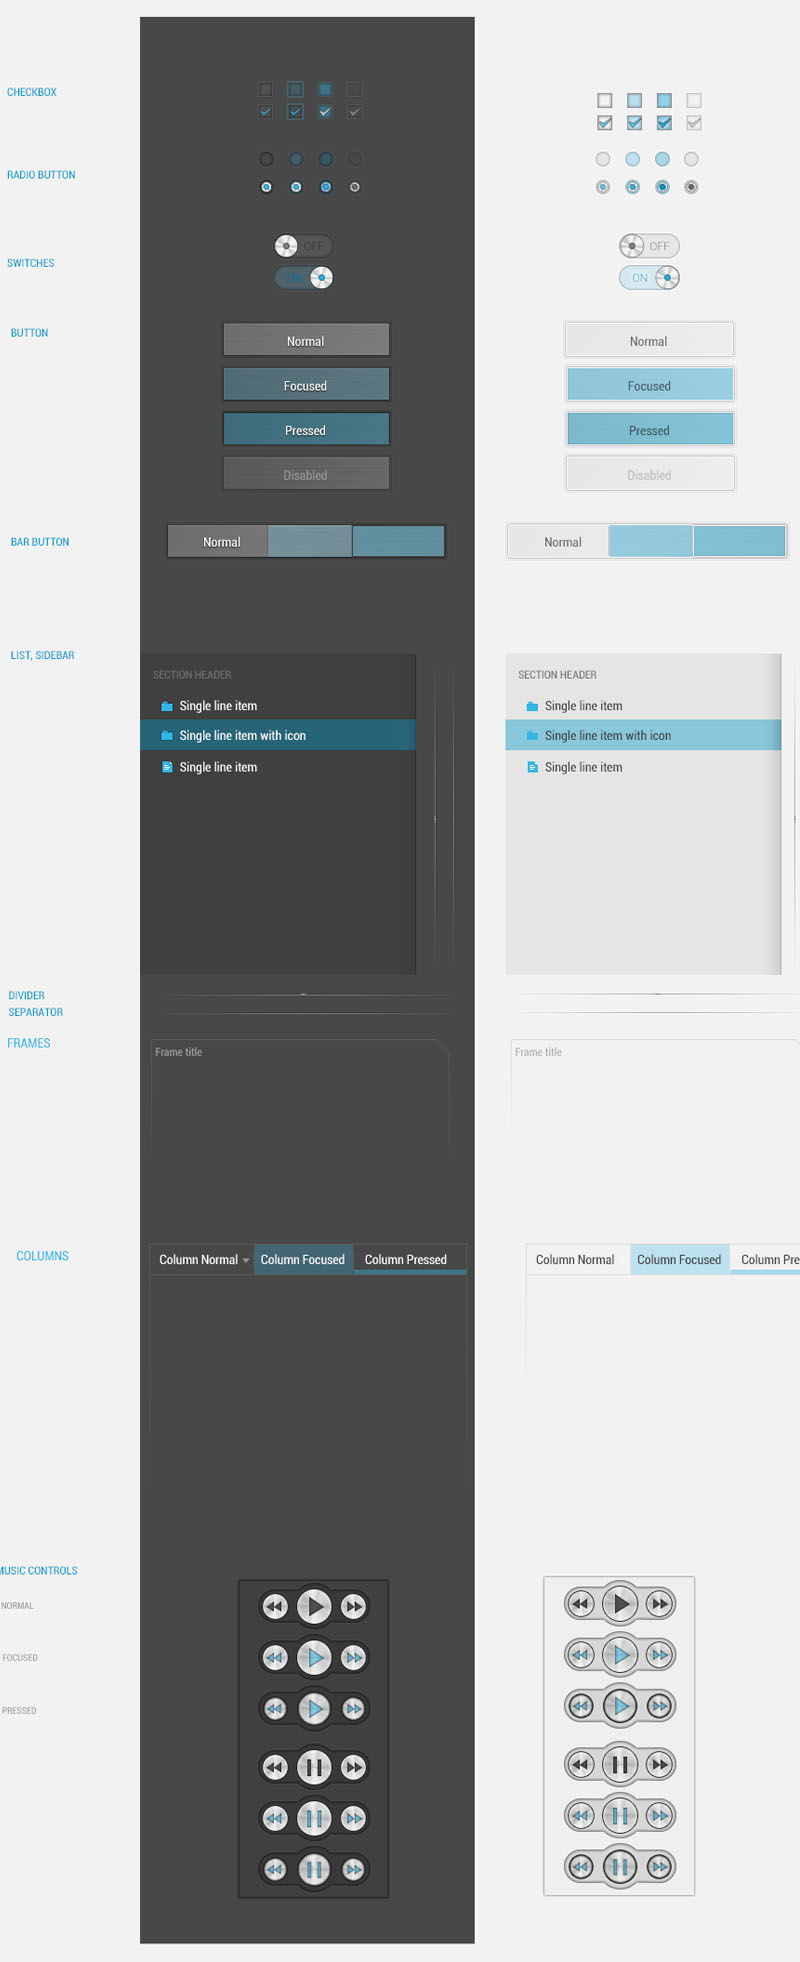 CHECKBOX
RADIO BUTTON
OFF
OFF
SWITCHES
ON
BUTTON
Normal
Normal
Focused
Focused
Pressed
Pressed
Disabled
Disabled
BAR BUTTON
Normal
Normal
LIST, SIDEBAR
SECTION HEADER
SECTION HEADER
Single line item
Single line item
Single line item with icon
Single line item with icon
Single line item
Single line item
DIVIDER
SEPARATOR
FRAMES
Frame title
Frame title
COLUMNS
Column Normal
Column Focused
Column Pressed
Column Normal
Column Focused
Column Pre
MUSIC CONTROLS
NORMAL
FOCUSED
PRESSED